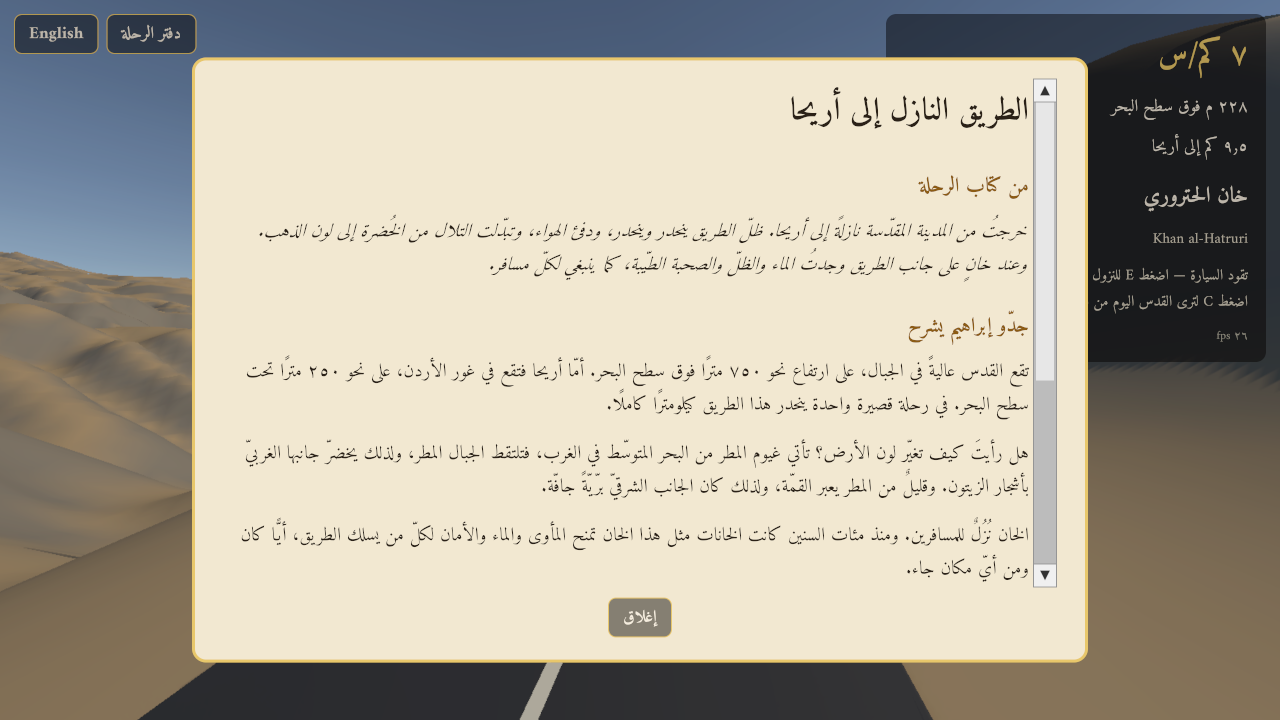 دفتر الرحلة
English
٧ كم/س
٢٢٨ م فوق سطح البحر
٩٫٥ كم إلى أريحا
خان الحتروري
Khan al-Hatruri
تقود السيارة — اضغط E للنزول
اضغط C لترى القدس اليوم من
٢٦ fps
الطريق النازل إلى أريحا
من كتاب الرحلة
خرجتُ من المدينة المقدّسة نازلةً إلى أريحا. ظلّ الطريق ينحدر وينحدر، ودفئ الهواء، وتبدّلت التلال من الخُضرة إلى لون الذهب.
وعند خانٍ على جانب الطريق وجدتُ الماء والظلّ والصحبة الطيّبة، كما ينبغي لكلّ مسافر.
جدّو إبراهيم يشرح
تقع القدس عاليةً في الجبال، على ارتفاع نحو ٧٥٠ مترًا فوق سطح البحر. أمّا أريحا فتقع في غور الأردن، على نحو ٢٥٠ مترًا تحت
سطح البحر. في رحلة قصيرة واحدة ينحدر هذا الطريق كيلومترًا كاملًا.
هل رأيتَ كيف تغيّر لون الأرض؟ تأتي غيوم المطر من البحر المتوسّط في الغرب، فتلتقط الجبال المطر، ولذلك يخضرّ جانبها الغربيّ
بأشجار الزيتون. وقليلٌ من المطر يعبر القمّة، ولذلك كان الجانب الشرقيّ برّيّةً جافّة.
الخان نُزُلٌ للمسافرين. ومنذ مئات السنين كانت الخانات مثل هذا الخان تمنح المأوى والماء والأمان لكلّ من يسلك الطريق، أيًّا كان
ومن أيّ مكان جاء.
إغلاق